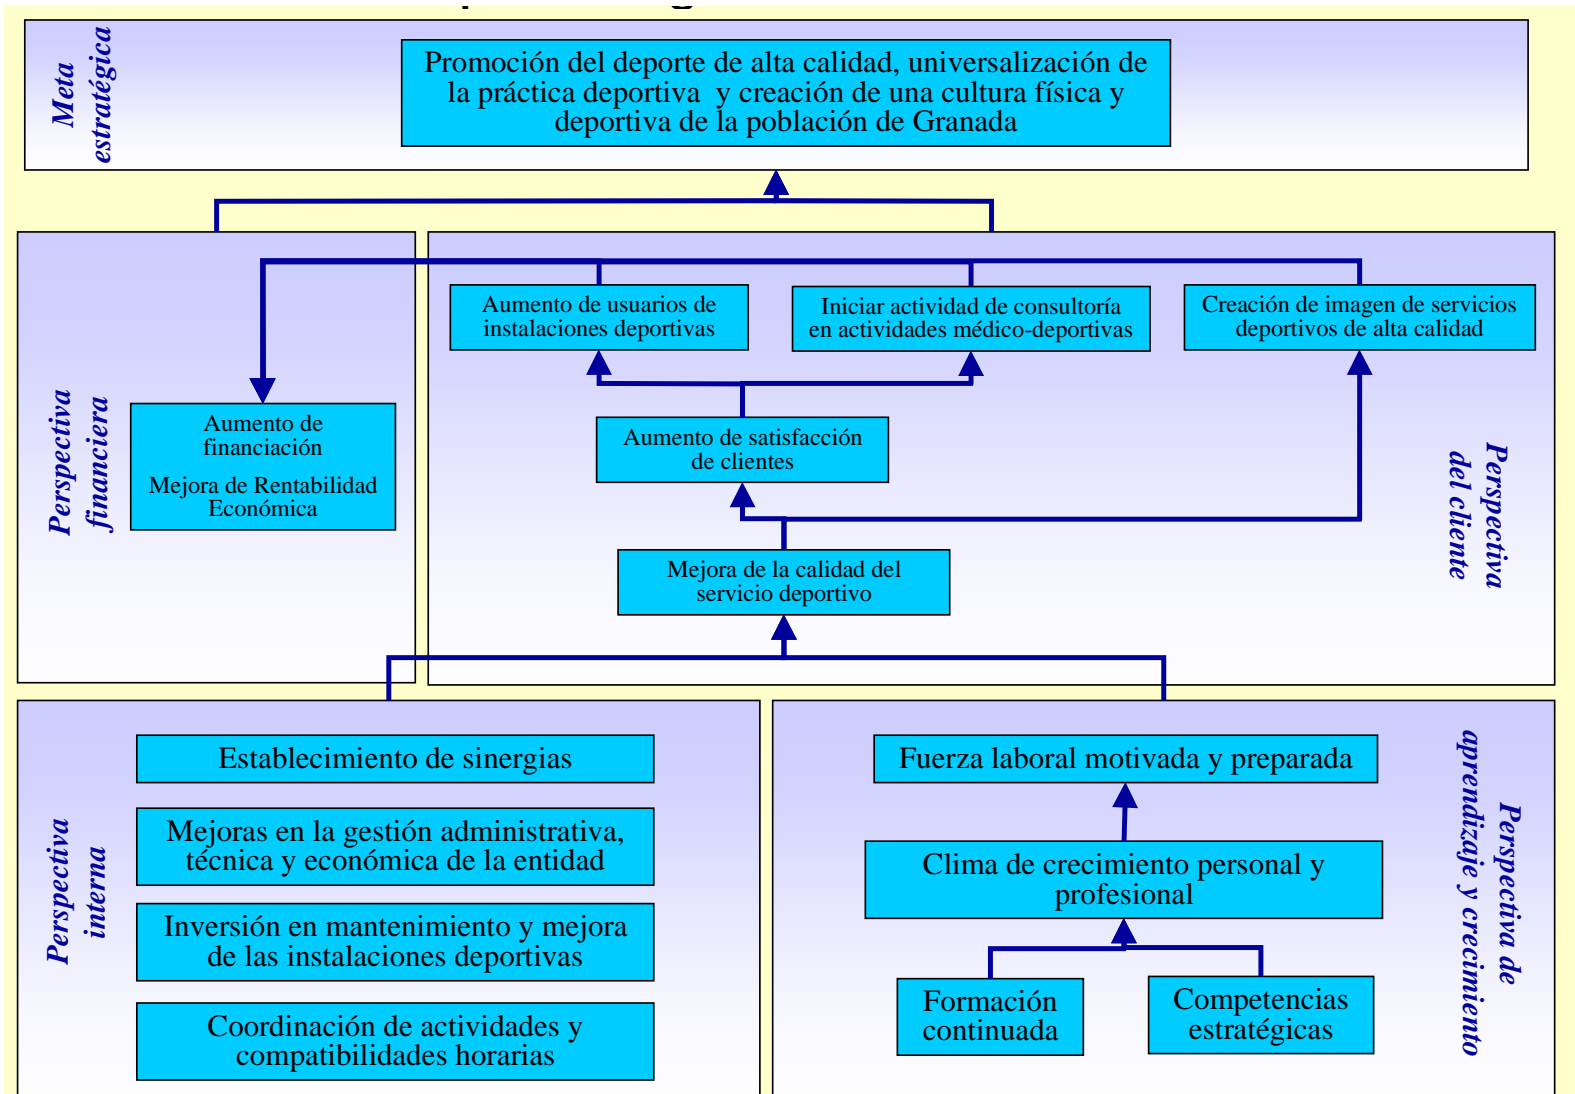 Meta
estratégica
Promoción del deporte de alta calidad, universalización de
la práctica deportiva y creación de una cultura física y
deportiva de la población de Granada
Perspectiva
financiera
Aumento de
financiación
Mejora de Rentabilidad
Económica
Aumento de usuarios de
instalaciones deportivas
Iniciar actividad de consultoría
en actividades médico-deportivas
Creación de imagen de servicios
deportivos de alta calidad
Aumento de satisfacción
de clientes
Mejora de la calidad del
servicio deportivo
Perspectiva
del cliente
Perspectiva
interna
Establecimiento de sinergias
Mejoras en la gestión administrativa,
técnica y económica de la entidad
Inversión en mantenimiento y mejora
de las instalaciones deportivas
Coordinación de actividades y
compatibilidades horarias
Fuerza laboral motivada y preparada
Clima de crecimiento personal y
profesional
Formación
continuada
Competencias
estratégicas
Perspectiva de
aprendizaje y crecimiento